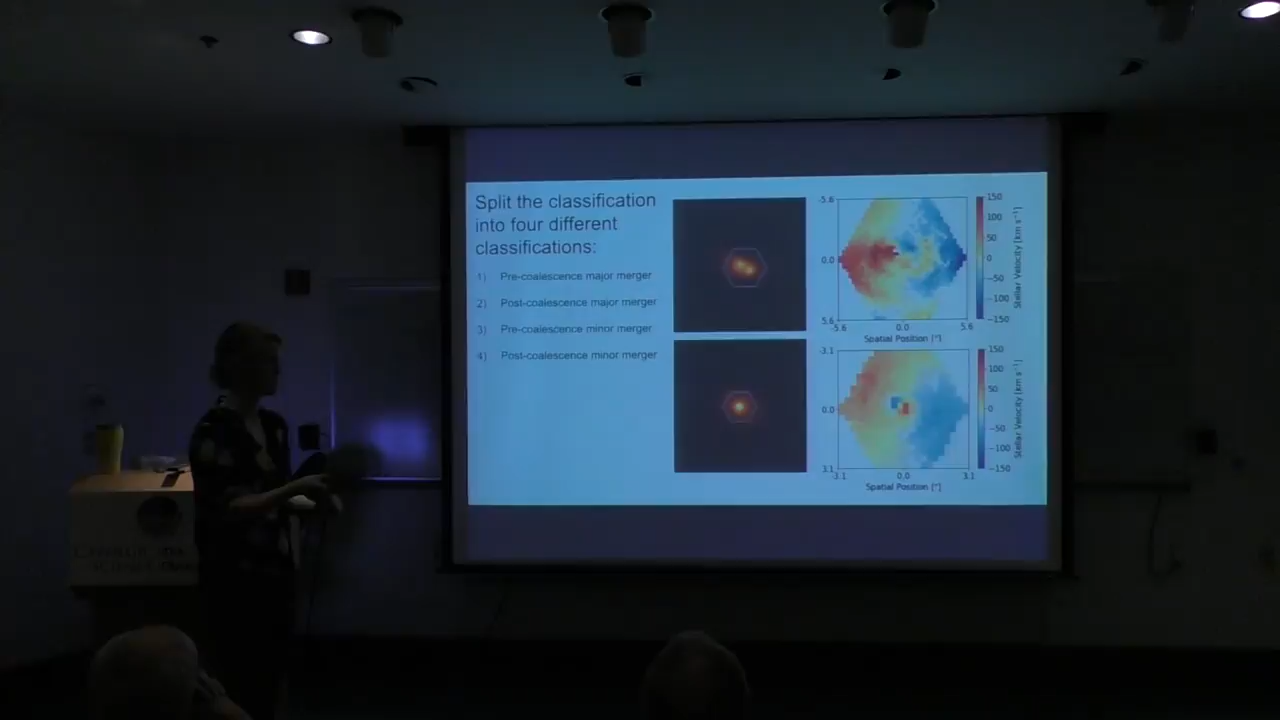 Split the classification
into four different
classifications:
1) Pre-coalescence major merger
2) Post-coalescence major merger
3) Pre-coalescence minor merger
4) Post-coalescence minor merger
-5.6
0.0
5.6
-5.6 0.0 5.6
Spatial Position ["]
150
100
50
0
-50
-100
-150
Stellar Velocity [km s⁻¹]
-3.1
0.0
3.1
-3.1 0.0 3.1
Spatial Position ["]
150
100
50
0
-50
-100
-150
Stellar Velocity [km s⁻¹]